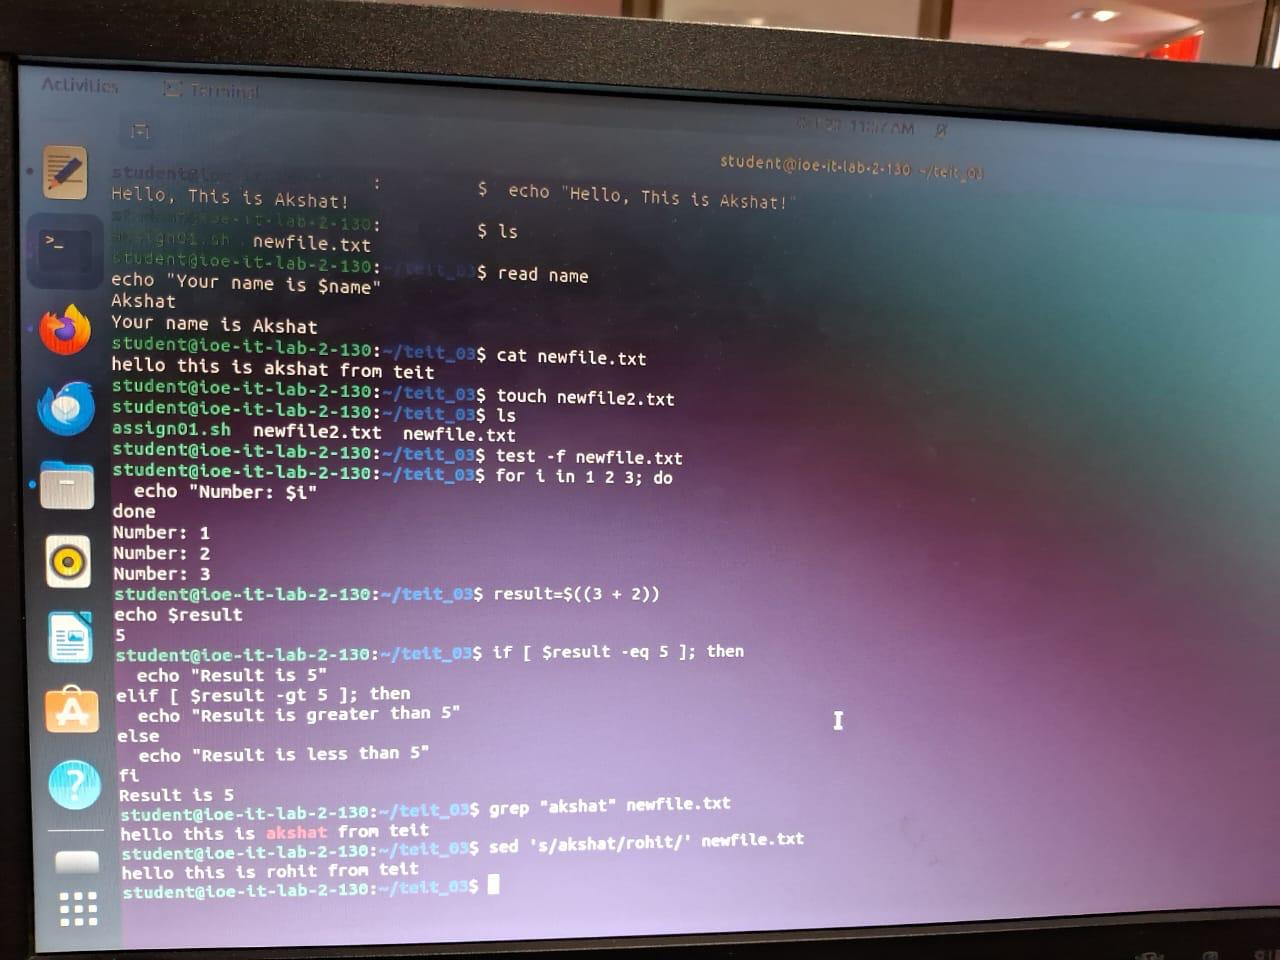 Activities Terminal
11:37 AM
student@ioe-it-lab-2-130 ~/teit_03
student@ioe-it-lab-2-130: $ echo "Hello, This is Akshat!"
Hello, This is Akshat!
student@ioe-it-lab-2-130: $ ls
assign01.sh newfile.txt
student@ioe-it-lab-2-130:~/teit_03$ read name
echo "Your name is $name"
Akshat
Your name is Akshat
student@ioe-it-lab-2-130:~/teit_03$ cat newfile.txt
hello this is akshat from teit
student@ioe-it-lab-2-130:~/teit_03$ touch newfile2.txt
student@ioe-it-lab-2-130:~/teit_03$ ls
assign01.sh newfile2.txt newfile.txt
student@ioe-it-lab-2-130:~/teit_03$ test -f newfile.txt
student@ioe-it-lab-2-130:~/teit_03$ for i in 1 2 3; do
echo "Number: $i"
done
Number: 1
Number: 2
Number: 3
student@ioe-it-lab-2-130:~/teit_03$ result=$((3 + 2))
echo $result
5
student@ioe-it-lab-2-130:~/teit_03$ if [ $result -eq 5 ]; then
echo "Result is 5"
elif [ $result -gt 5 ]; then
echo "Result is greater than 5"
else
echo "Result is less than 5"
fi
Result is 5
student@ioe-it-lab-2-130:~/teit_03$ grep "akshat" newfile.txt
hello this is akshat from teit
student@ioe-it-lab-2-130:~/teit_03$ sed 's/akshat/rohit/' newfile.txt
hello this is rohit from teit
student@ioe-it-lab-2-130:~/teit_03$